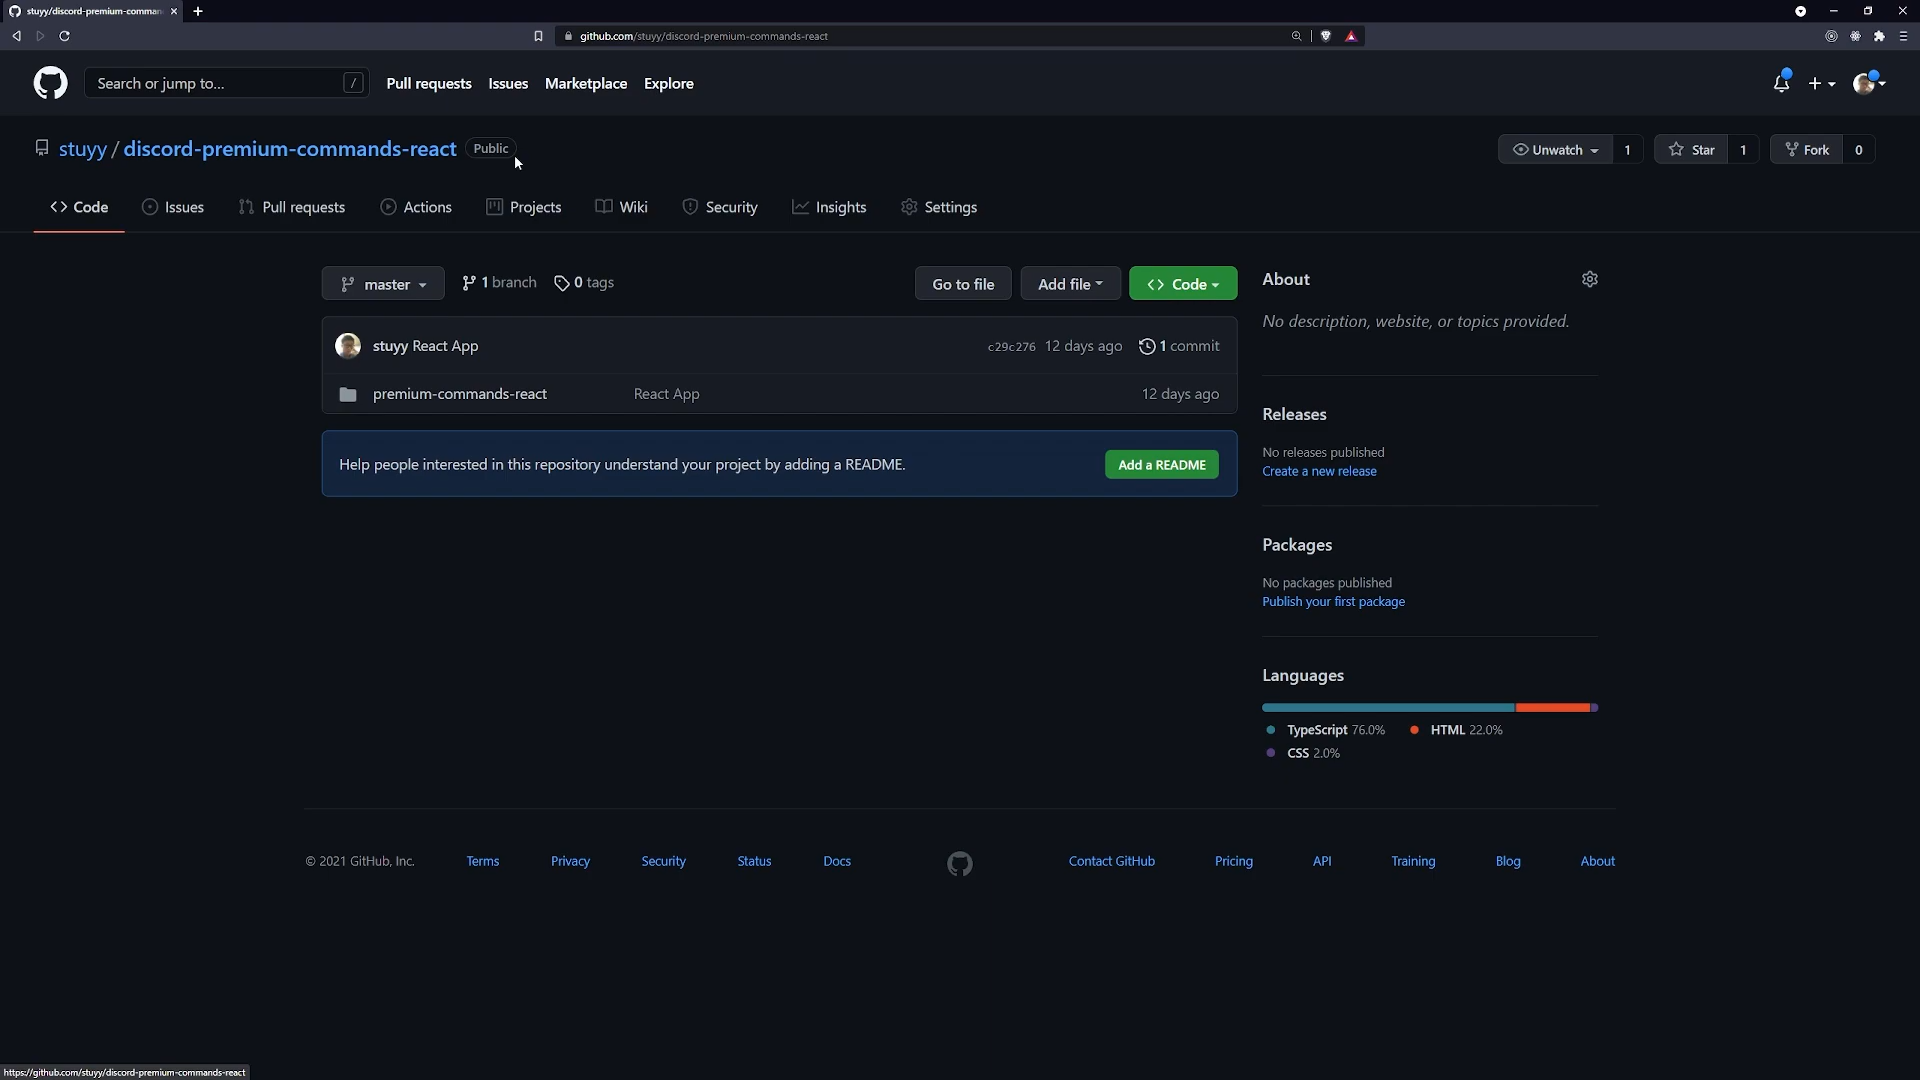 stuyy/discord-premium-comman
github.com/stuyy/discord-premium-commands-react
Search or jump to... /
Pull requests Issues Marketplace Explore
stuyy / discord-premium-commands-react Public
Unwatch 1 Star 1 Fork 0
Code Issues Pull requests Actions Projects Wiki Security Insights Settings
master 1 branch 0 tags Go to file Add file Code
stuyy React App c29c276 12 days ago 1 commit
premium-commands-react React App 12 days ago
Help people interested in this repository understand your project by adding a README. Add a README
About
No description, website, or topics provided.
Releases
No releases published
Create a new release
Packages
No packages published
Publish your first package
Languages
TypeScript 76.0% HTML 22.0%
CSS 2.0%
© 2021 GitHub, Inc. Terms Privacy Security Status Docs Contact GitHub Pricing API Training Blog About
https://github.com/stuyy/discord-premium-commands-react